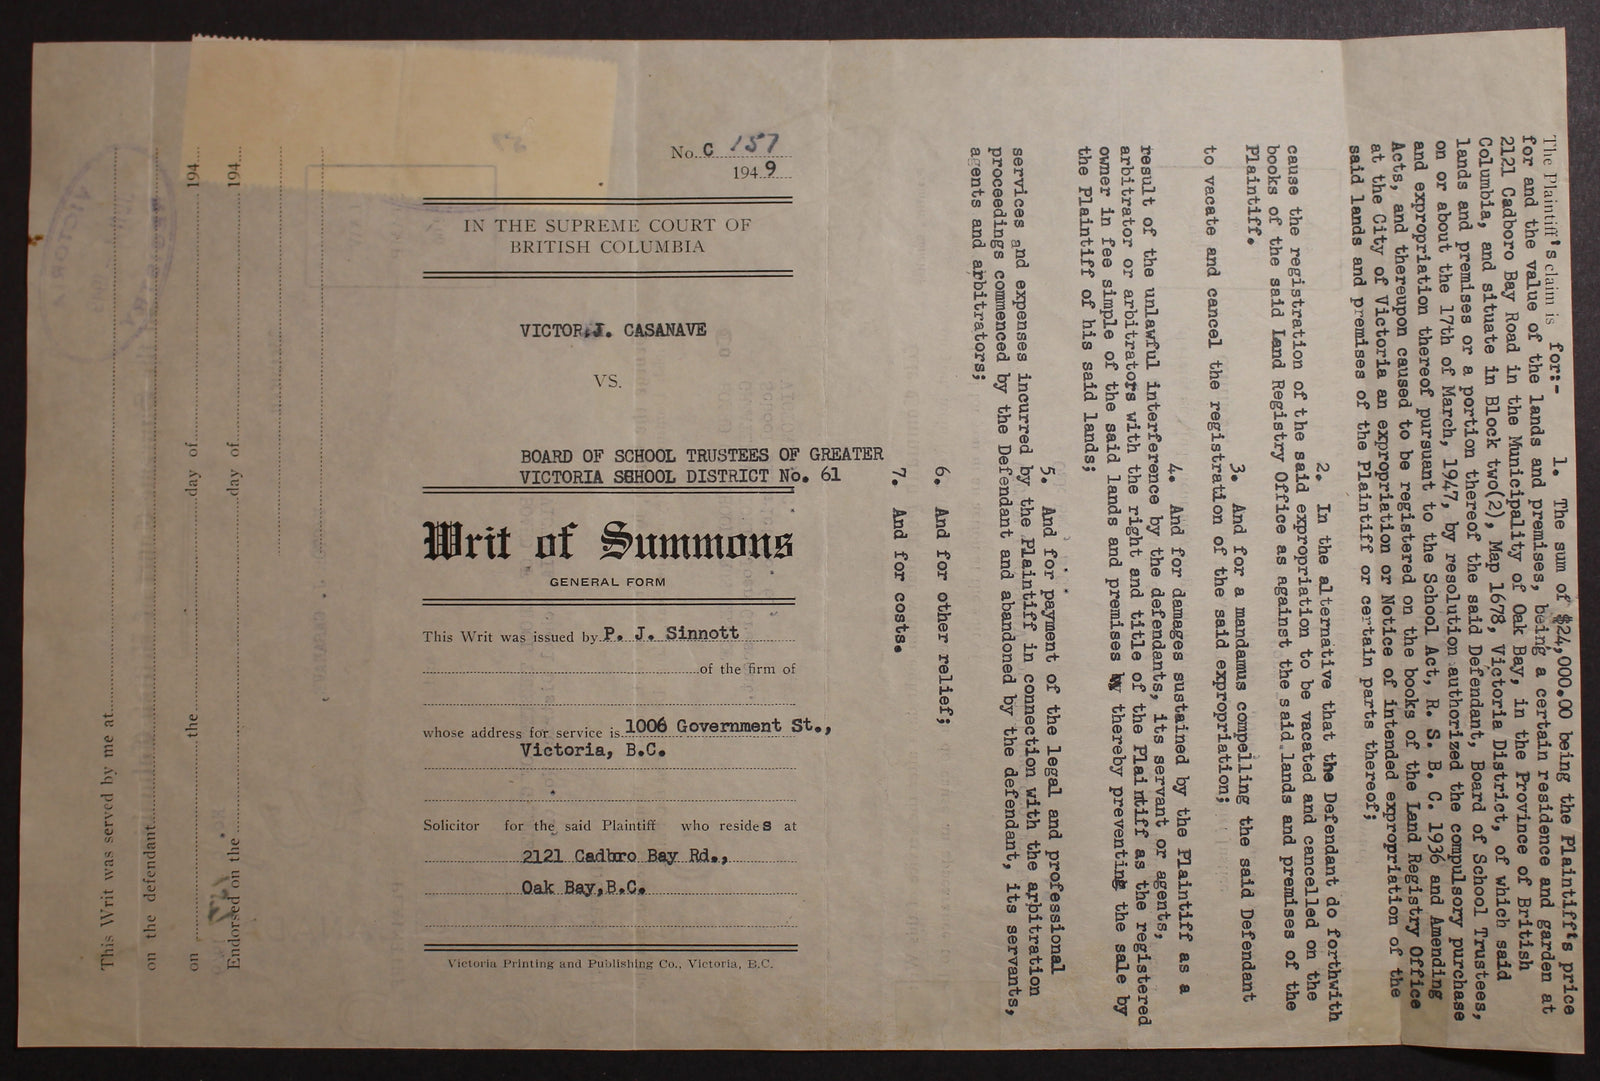 No. C 157
1949
IN THE SUPREME COURT OF
BRITISH COLUMBIA
VICTOR J. CASANAVE
VS.
BOARD OF SCHOOL TRUSTEES OF GREATER
VICTORIA SCHOOL DISTRICT No. 61
Writ of Summons
GENERAL FORM
This Writ was issued by P. J. Sinnott
of the firm of
whose address for service is 1006 Government St.,
Victoria, B.C.
Solicitor for the said Plaintiff who resides at
2121 Cadboro Bay Rd.,
Oak Bay, B.C.
Victoria Printing and Publishing Co., Victoria, B.C.
The Plaintiff's claim is for:-
1. The sum of $24,000.00 being the Plaintiff's price
for and the value of the lands and premises, being a certain residence and garden at
2121 Cadboro Bay Road in the Municipality of Oak Bay, in the Province of British
Columbia, and situate in Block two(2), Map 1678, Victoria District, of which said
lands and premises or a portion thereof the said Defendant, Board of School Trustees,
on or about the 17th of March, 1947, by resolution authorized the compulsory purchase
and expropriation thereof pursuant to the School Act, R. S. B. C. 1936 and Amending
Acts, and thereupon caused to be registered on the books of the Land Registry Office
at the City of Victoria an expropriation or Notice of intended expropriation of the
said lands and premises of the Plaintiff or certain parts thereof;
2. In the alternative that the Defendant do forthwith
cause the registration of the said expropriation to be vacated and cancelled on the
books of the said Land Registry Office as against the said lands and premises of the
Plaintiff.
3. And for a mandamus compelling the said Defendant
to vacate and cancel the registration of the said expropriation;
4. And for damages sustained by the Plaintiff as a
result of the unlawful interference by the defendants, its servant or agents,
arbitrator or arbitrators with the right and title of the Plaintiff as the registered
owner in fee simple of the said lands and premises by thereby preventing the sale by
the Plaintiff of his said lands;
5. And for payment of the legal and professional
services and expenses incurred by the Plaintiff in connection with the arbitration
proceedings commenced by the Defendant and abandoned by the defendant, its servants,
agents and arbitrators;
6. And for other relief;
7. And for costs.
This Writ was served by me at
on the defendant
on the day of 194
Endorsed on the day of 194